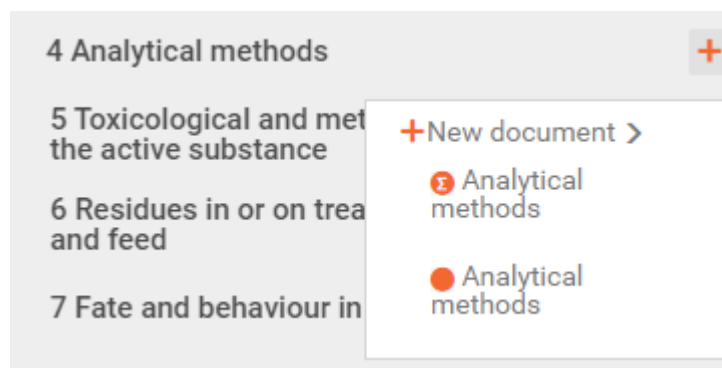 4 Analytical methods
5 Toxicological and met
the active substance
6 Residues in or on trea
and feed
7 Fate and behaviour in
+New document >
Σ Analytical
methods
Analytical
methods